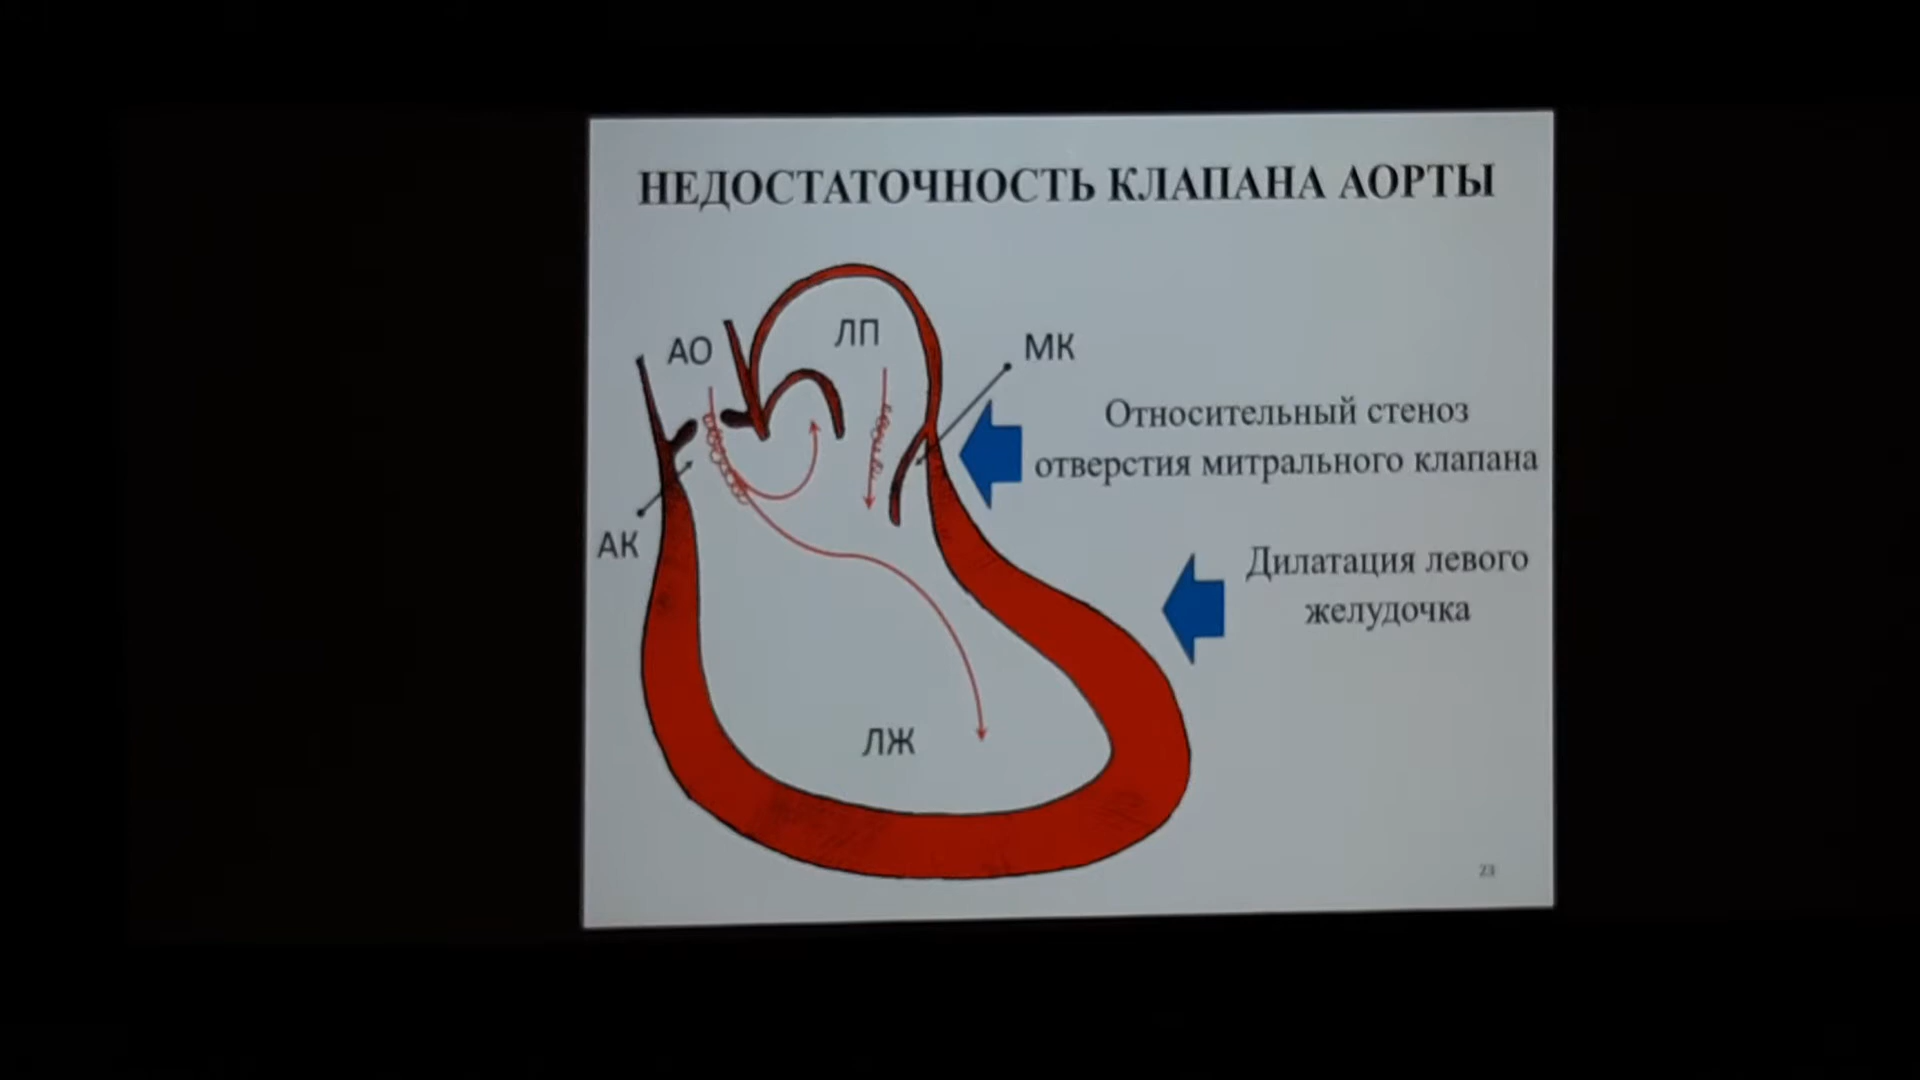 НЕДОСТАТОЧНОСТЬ КЛАПАНА АОРТЫ
АО
ЛП
МК
Относительный стеноз
отверстия митрального клапана
АК
Дилатация левого
желудочка
ЛЖ
23